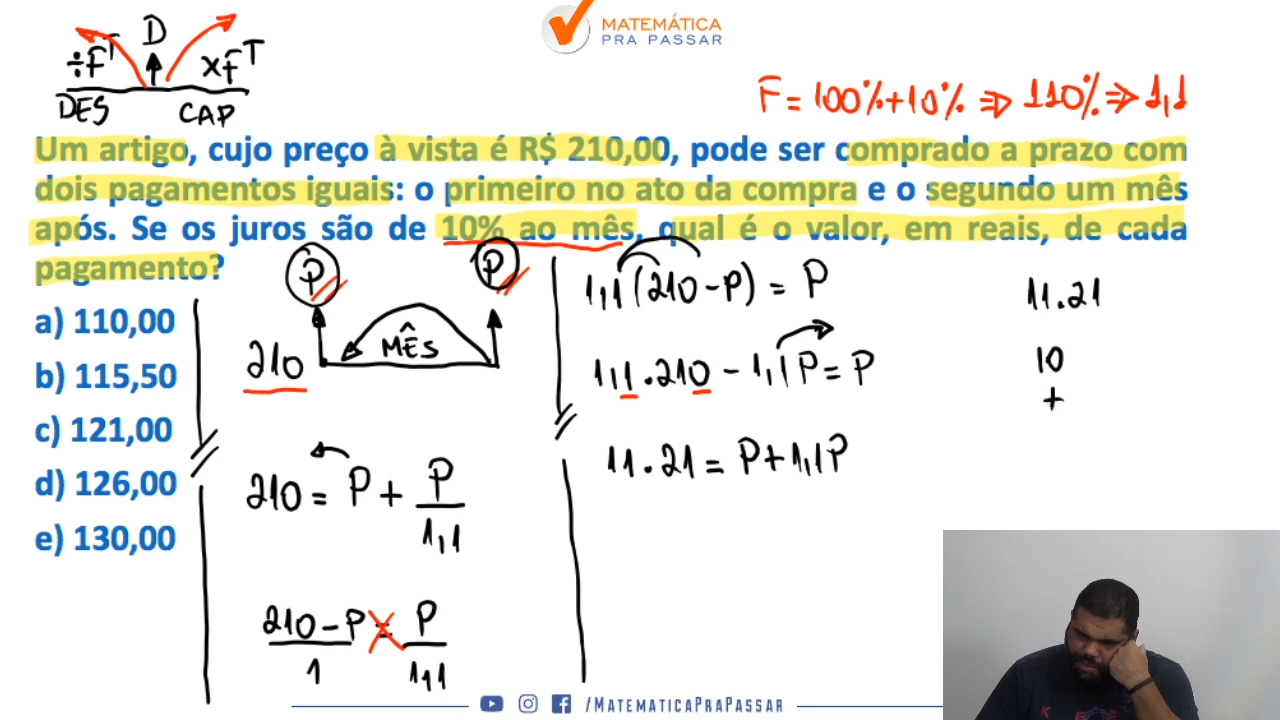 MATEMÁTICA
PRA PASSAR
D
÷F^T
xF^T
DES
CAP
F = 100%+10% ⇒ 110% ⇒ 1,1
Um artigo, cujo preço à vista é R$ 210,00, pode ser comprado a prazo com
dois pagamentos iguais: o primeiro no ato da compra e o segundo um mês
após. Se os juros são de 10% ao mês, qual é o valor, em reais, de cada
pagamento?
a) 110,00
b) 115,50
c) 121,00
d) 126,00
e) 130,00
P
P
210
MÊS
210 = P + P/1,1
210 - P = P
1
1,1
1,1(210 - P) = P
1,1.210 - 1,1P = P
11.21 = P+1,1P
11.21
10
+
/MATEMATICAPRAPASSAR